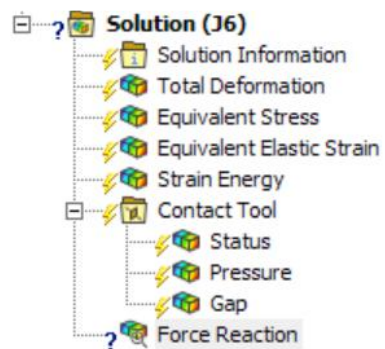 Solution (J6)
Solution Information
Total Deformation
Equivalent Stress
Equivalent Elastic Strain
Strain Energy
Contact Tool
Status
Pressure
Gap
Force Reaction